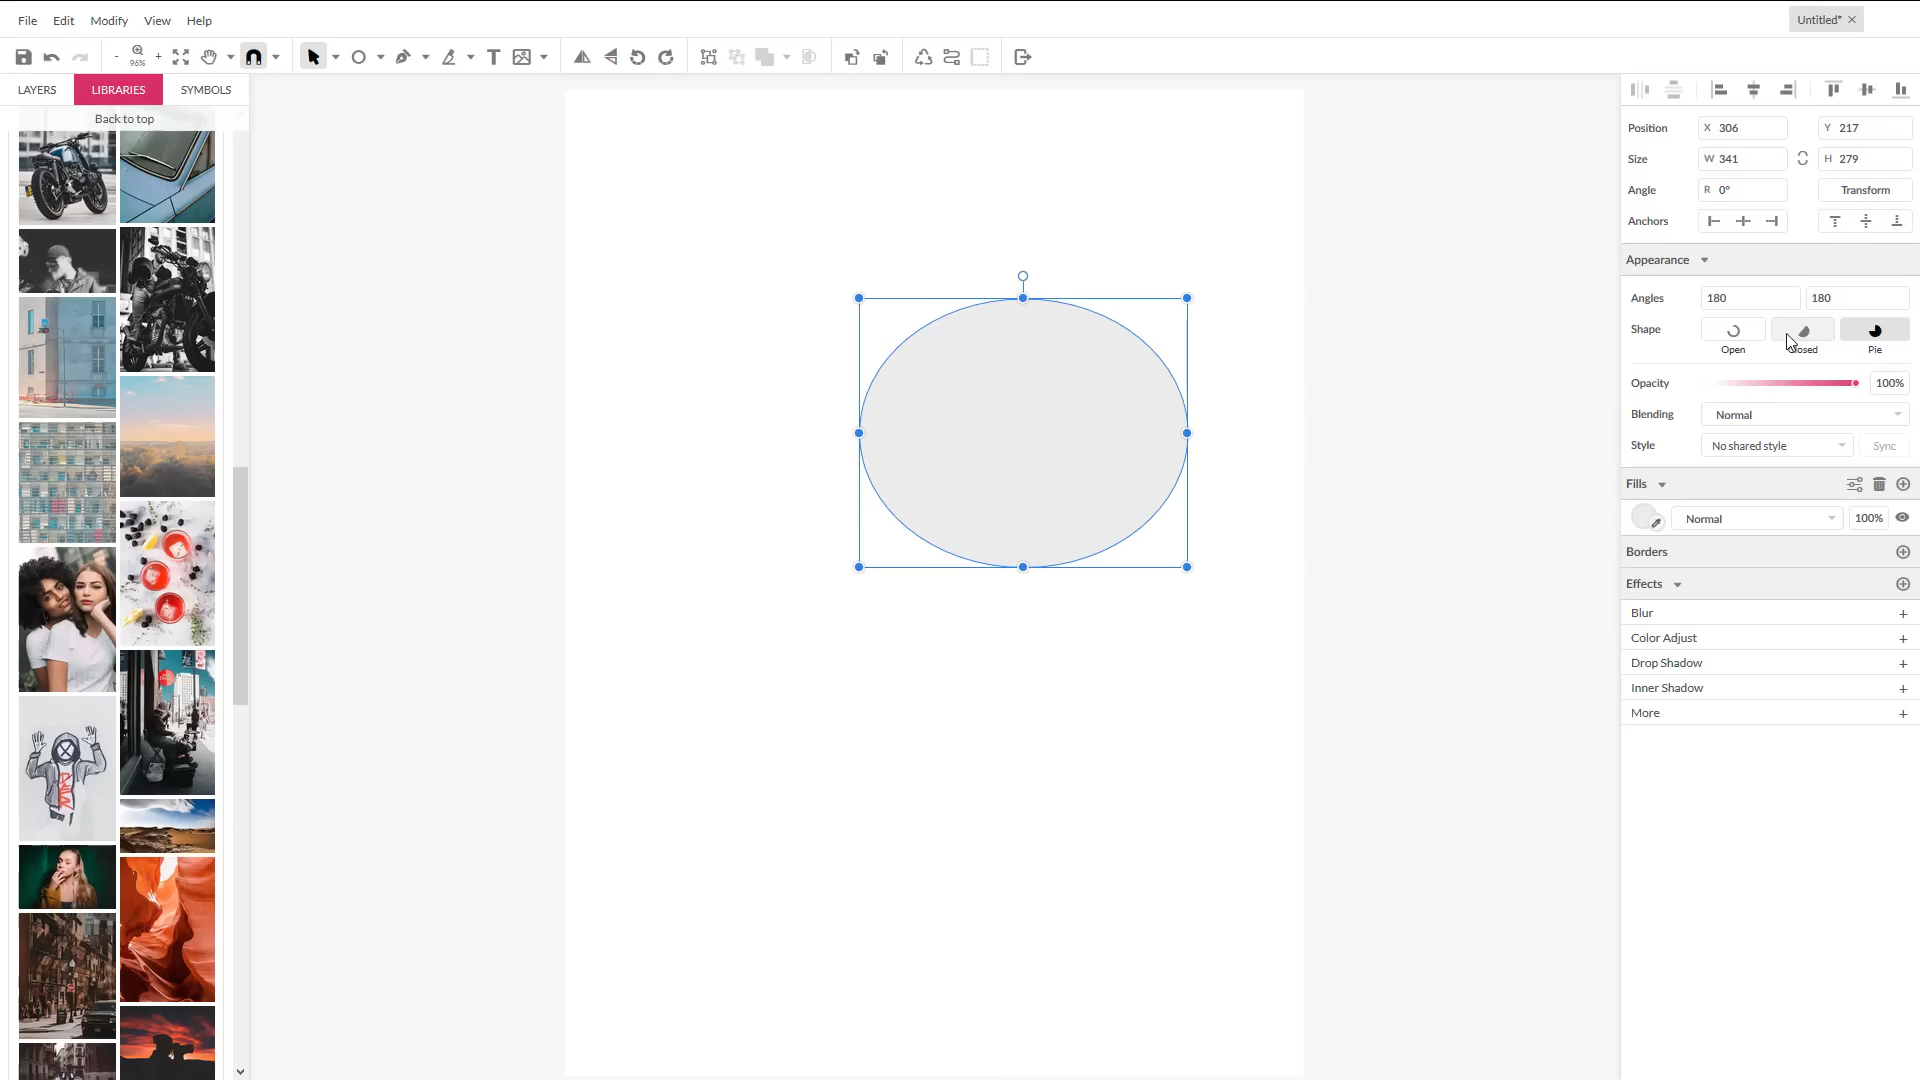 File Edit Modify View Help
Untitled*
96%
LAYERS LIBRARIES SYMBOLS
Back to top
Position X 306 Y 217
Size W 341 H 279
Angle R 0° Transform
Anchors
Appearance
Angles 180 180
Shape
Open Pie
Opacity 100%
Blending Normal
Style No shared style Sync
Fills
Normal 100%
Borders
Effects
Blur
Color Adjust
Drop Shadow
Inner Shadow
More